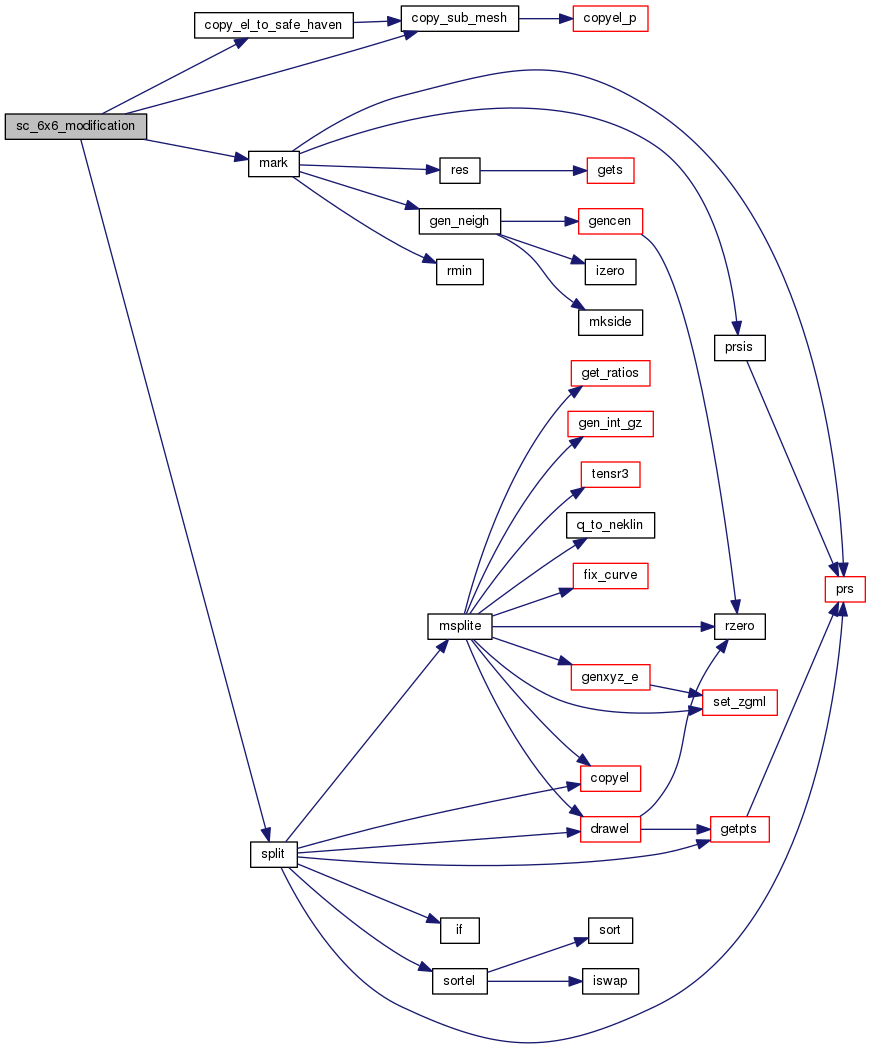 copy_el_to_safe_haven
copy_sub_mesh
copyel_p
sc_6x6_modification
mark
res
gets
gen_neigh
gencen
rmin
izero
mkside
prsis
get_ratios
gen_int_gz
tensr3
q_to_neklin
fix_curve
prs
msplite
rzero
genxyz_e
set_zgml
copyel
split
drawel
getpts
if
sort
sortel
iswap